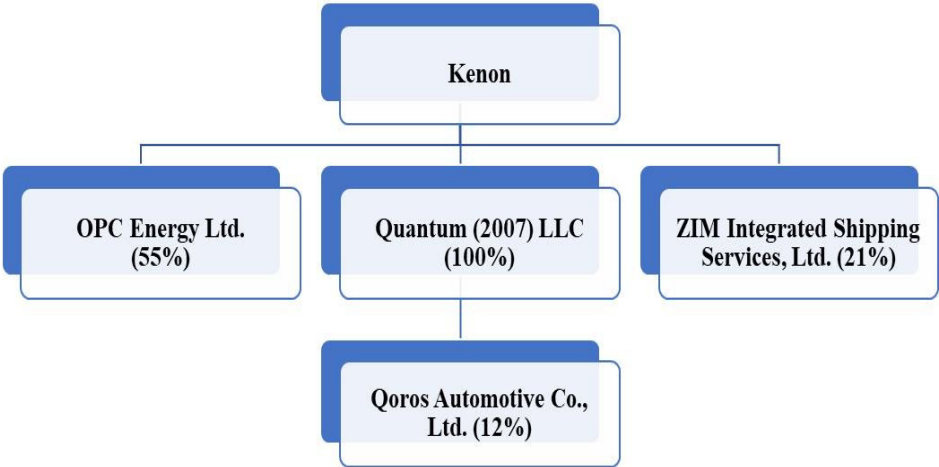 Kenon
OPC Energy Ltd.
(55%)
Quantum (2007) LLC
(100%)
ZIM Integrated Shipping
Services, Ltd. (21%)
Qoros Automotive Co.,
Ltd. (12%)